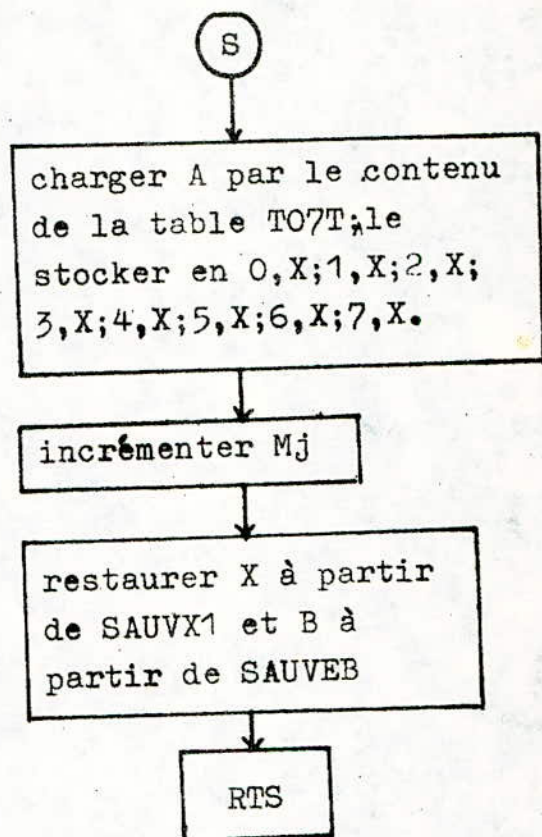 S
charger A par le contenu
de la table TO7T;le
stocker en 0,X;1,X;2,X;
3,X;4,X;5,X;6,X;7,X.
incrémenter Mj
restaurer X à partir
de SAUVX1 et B à
partir de SAUVEB
RTS